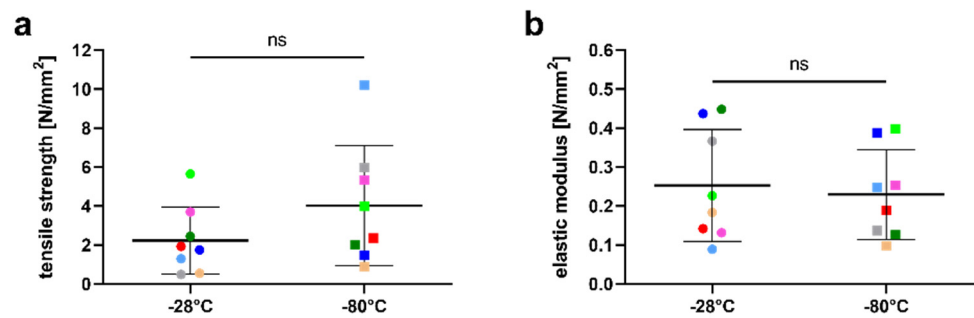 a
ns
tensile strength [N/mm²]
12
10
8
6
4
2
0
-28°C -80°C
b
ns
elastic modulus [N/mm²]
0.6
0.5
0.4
0.3
0.2
0.1
0.0
-28°C -80°C